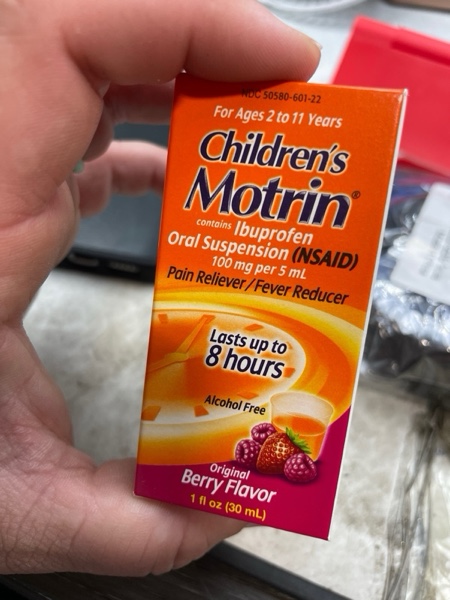 NDC 50580-601-22
For Ages 2 to 11 Years
Children's
Motrin®
contains Ibuprofen
Oral Suspension (NSAID)
100 mg per 5 mL
Pain Reliever/Fever Reducer
Lasts up to
8 hours
Alcohol Free
Original
Berry Flavor
1 fl oz (30 mL)